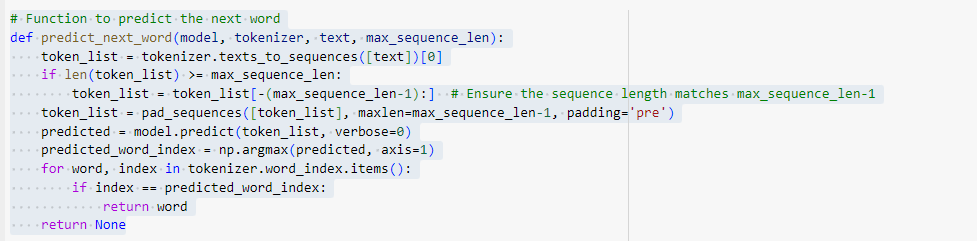 # Function to predict the next word
def predict_next_word(model, tokenizer, text, max_sequence_len):
    token_list = tokenizer.texts_to_sequences([text])[0]
    if len(token_list) >= max_sequence_len:
        token_list = token_list[-(max_sequence_len-1):]  # Ensure the sequence length matches max_sequence_len-1
    token_list = pad_sequences([token_list], maxlen=max_sequence_len-1, padding='pre')
    predicted = model.predict(token_list, verbose=0)
    predicted_word_index = np.argmax(predicted, axis=1)
    for word, index in tokenizer.word_index.items():
        if index == predicted_word_index:
            return word
    return None